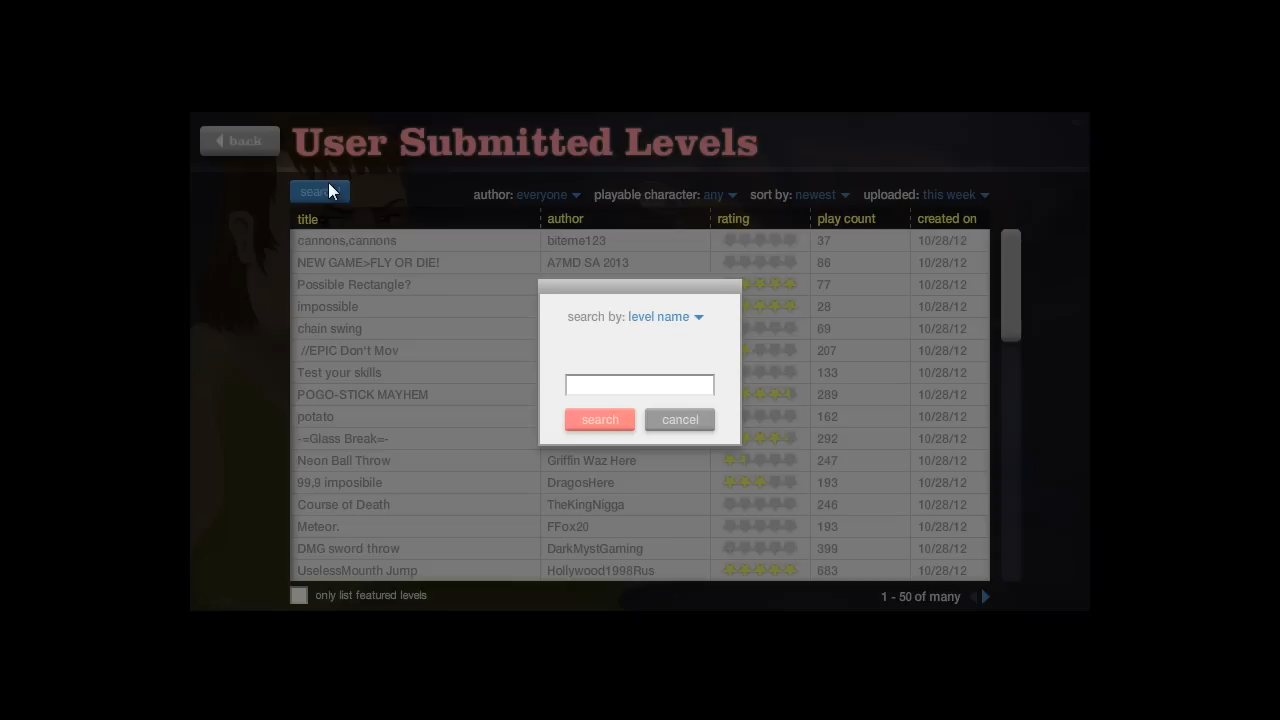 back
User Submitted Levels
search
author: everyone playable character: any sort by: newest uploaded: this week
title author rating play count created on
cannons,cannons biteme123 37 10/28/12
NEW GAME>FLY OR DIE! A7MD SA 2013 86 10/28/12
Possible Rectangle? 77 10/28/12
impossible 28 10/28/12
chain swing 69 10/28/12
//EPIC Don't Mov 207 10/28/12
Test your skills 133 10/28/12
POGO-STICK MAYHEM 289 10/28/12
potato 162 10/28/12
-=Glass Break=- 292 10/28/12
Neon Ball Throw Griffin Waz Here 247 10/28/12
99.9 imposibile DragosHere 193 10/28/12
Course of Death TheKingNigga 246 10/28/12
Meteor. FFox20 193 10/28/12
DMG sword throw DarkMystGaming 399 10/28/12
UselessMounth Jump Hollywood1998Rus 683 10/28/12
search by: level name
search cancel
only list featured levels 1 - 50 of many